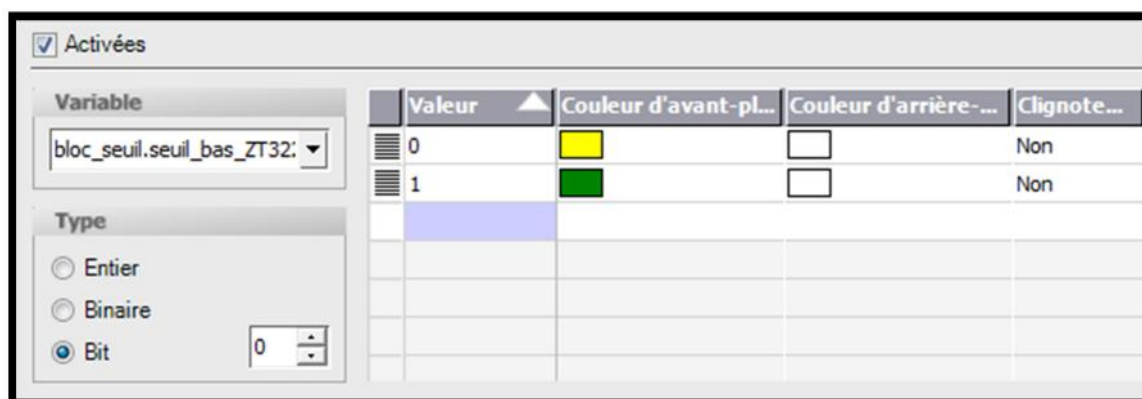 Activées
Variable
bloc_seuil.seuil_bas_ZT32
Type
Entier
Binaire
Bit 0
Valeur Couleur d'avant-pl... Couleur d'arrière-... Clignote...
0 Non
1 Non